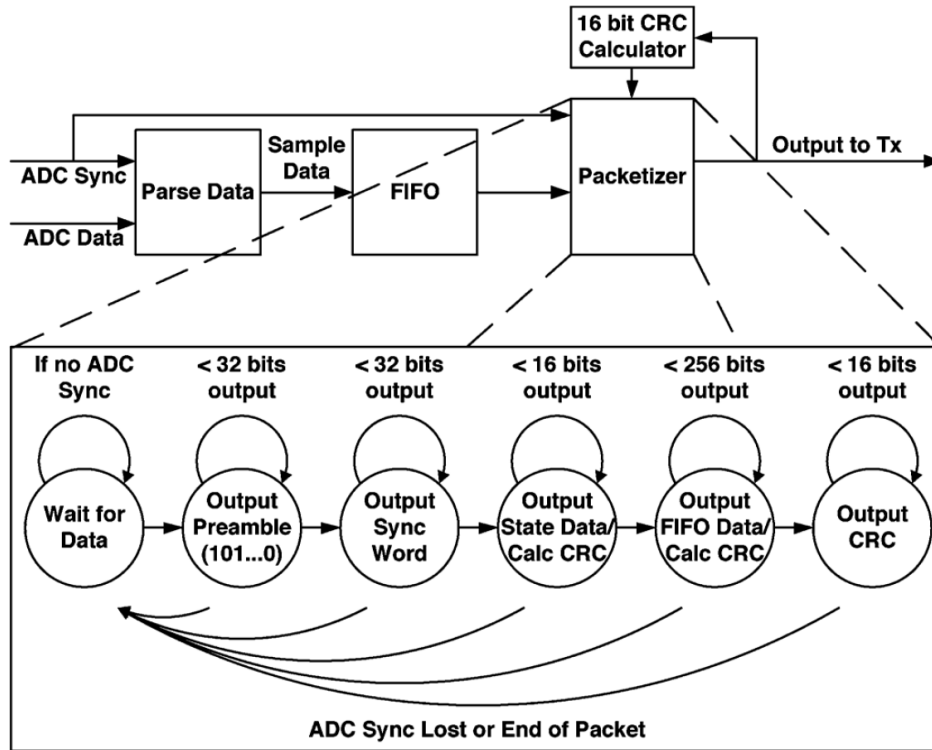 16 bit CRC
Calculator
ADC Sync
ADC Data
Parse Data
Sample
Data
FIFO
Packetizer
Output to Tx
If no ADC
Sync
< 32 bits
output
< 32 bits
output
< 16 bits
output
< 256 bits
output
< 16 bits
output
Wait for
Data
Output
Preamble
(101...0)
Output
Sync
Word
Output
State Data/
Calc CRC
Output
FIFO Data/
Calc CRC
Output
CRC
ADC Sync Lost or End of Packet